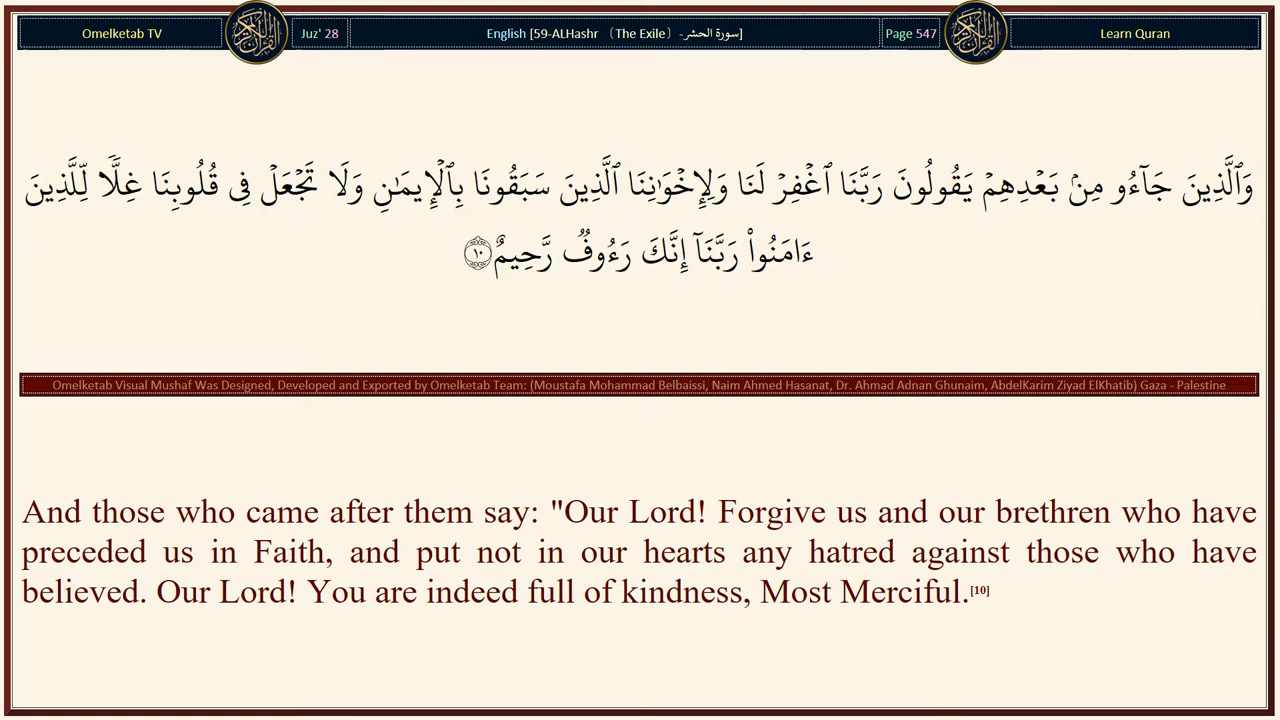 Omelketab TV
Juz' 28
English [59-ALHashr (The Exile) -سورة الحشر]
Page 547
Learn Quran
وَٱلَّذِينَ جَآءُو مِنۢ بَعۡدِهِمۡ يَقُولُونَ رَبَّنَا ٱغۡفِرۡ لَنَا وَلِإِخۡوَٰنِنَا ٱلَّذِينَ سَبَقُونَا بِٱلۡإِيمَٰنِ وَلَا تَجۡعَلۡ فِي قُلُوبِنَا غِلّٗا لِّلَّذِينَ
ءَامَنُواْ رَبَّنَآ إِنَّكَ رَءُوفٞ رَّحِيمٌ ١٠
Omelketab Visual Mushaf Was Designed, Developed and Exported by Omelketab Team: (Moustafa Mohammad Belbaissi, Naim Ahmed Hasanat, Dr. Ahmad Adnan Ghunaim, AbdelKarim Ziyad ElKhatib) Gaza - Palestine
And those who came after them say: "Our Lord! Forgive us and our brethren who have
preceded us in Faith, and put not in our hearts any hatred against those who have
believed. Our Lord! You are indeed full of kindness, Most Merciful.[10]